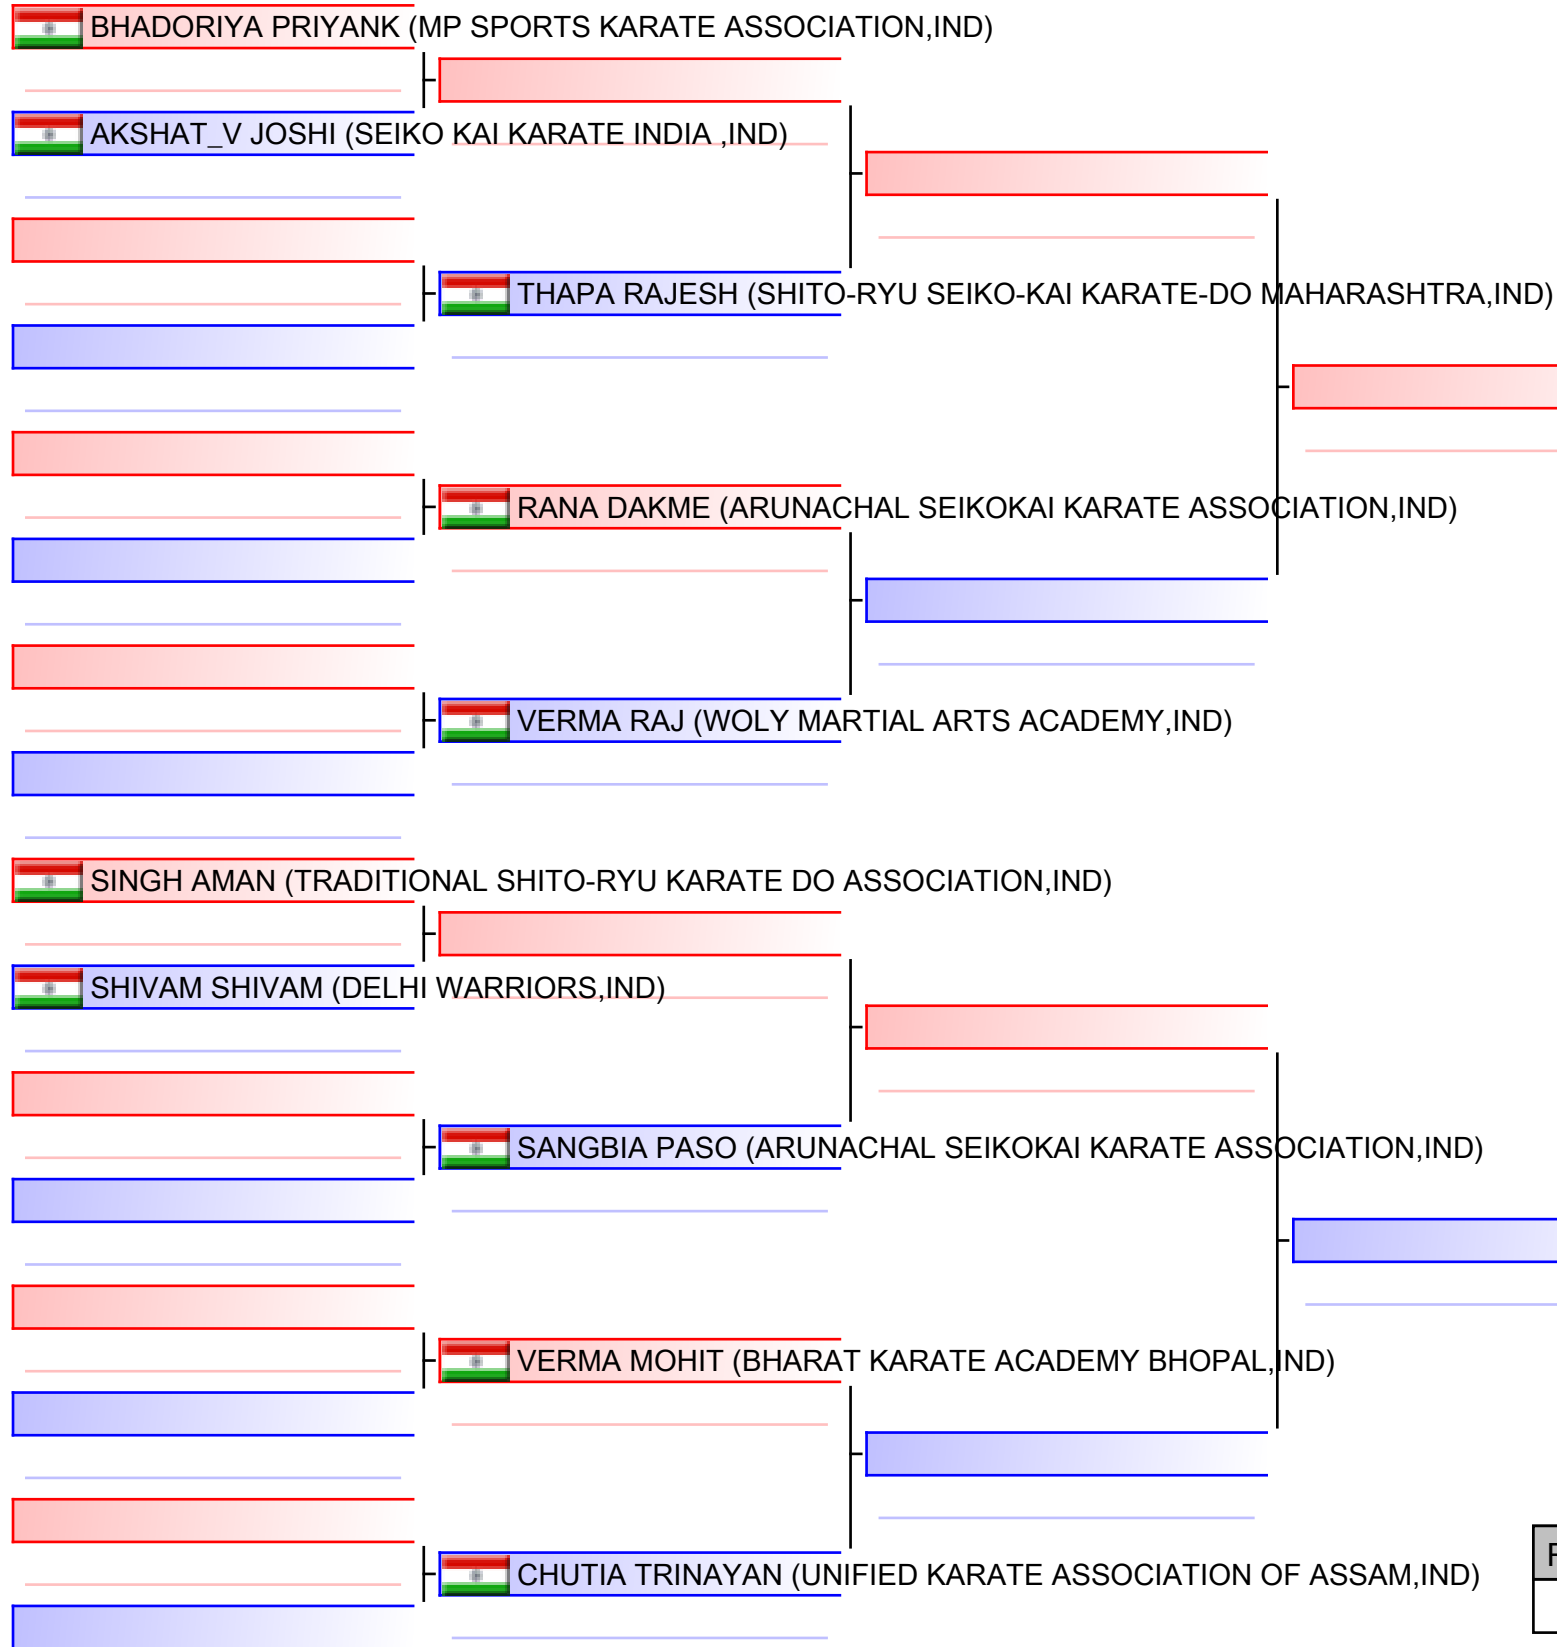 BHADORIYA PRIYANK (MP SPORTS KARATE ASSOCIATION,IND)
AKSHAT_V JOSHI (SEIKO KAI KARATE INDIA ,IND)
THAPA RAJESH (SHITO-RYU SEIKO-KAI KARATE-DO MAHARASHTRA,IND)
RANA DAKME (ARUNACHAL SEIKOKAI KARATE ASSOCIATION,IND)
VERMA RAJ (WOLY MARTIAL ARTS ACADEMY,IND)
SINGH AMAN (TRADITIONAL SHITO-RYU KARATE DO ASSOCIATION,IND)
SHIVAM SHIVAM (DELHI WARRIORS,IND)
SANGBIA PASO (ARUNACHAL SEIKOKAI KARATE ASSOCIATION,IND)
VERMA MOHIT (BHARAT KARATE ACADEMY BHOPAL,IND)
CHUTIA TRINAYAN (UNIFIED KARATE ASSOCIATION OF ASSAM,IND)